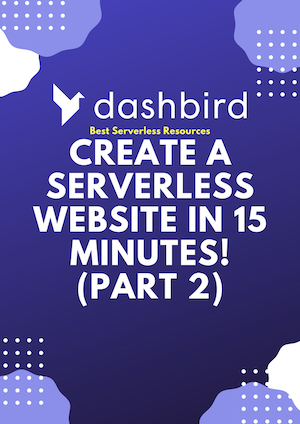 dashbird
Best Serverless Resources
CREATE A
SERVERLESS
WEBSITE IN 15
MINUTES!
(PART 2)